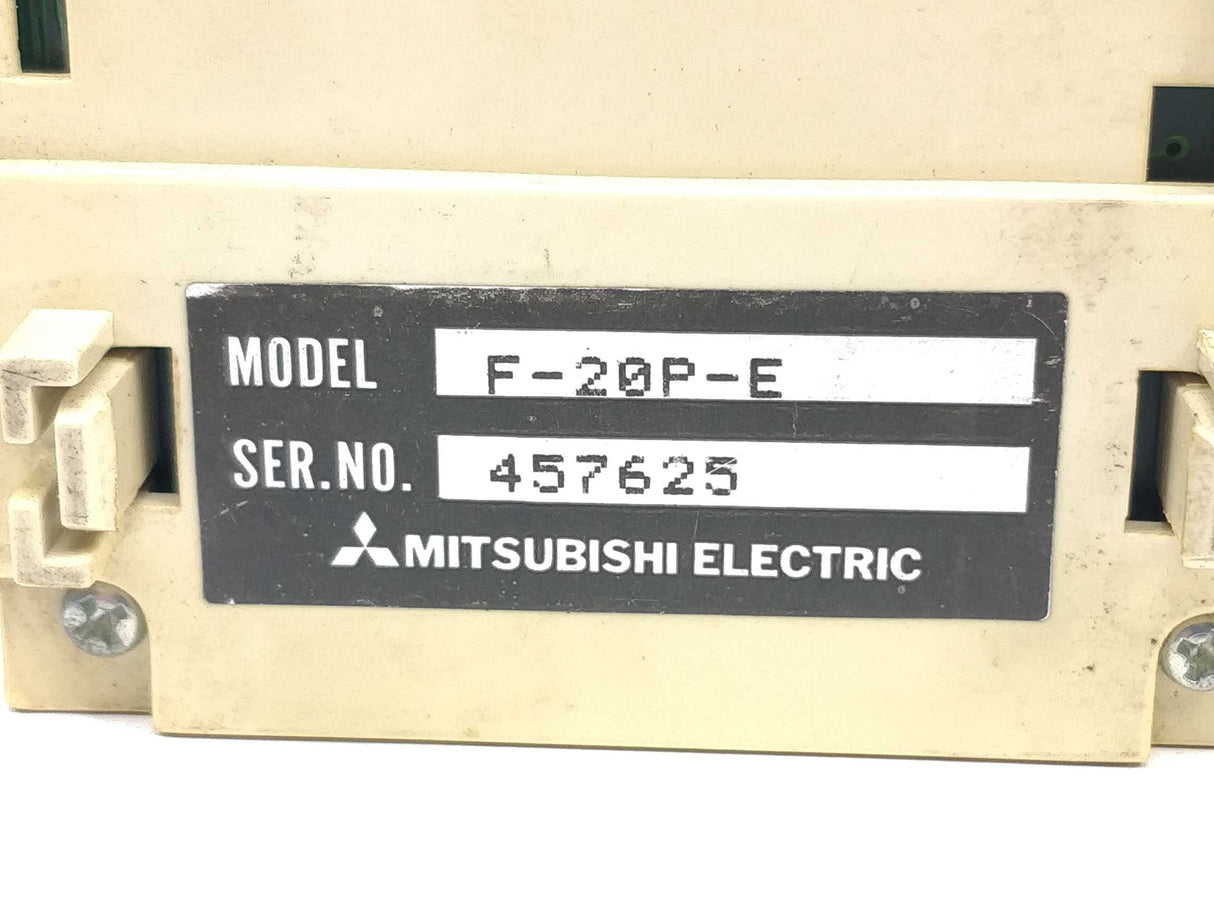 MODEL F-20P-E
SER.NO. 457625
MITSUBISHI ELECTRIC